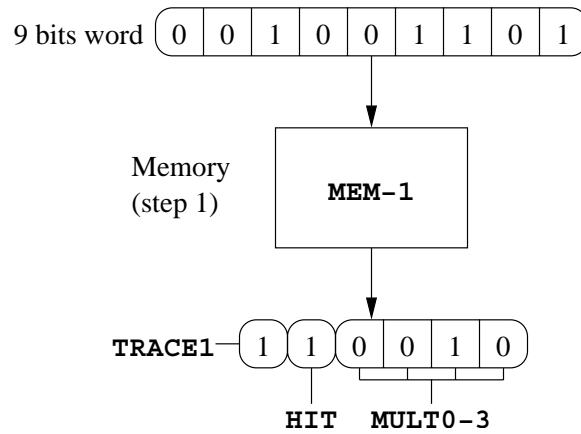 9 bits word 0 0 1 0 0 1 1 0 1
Memory
(step 1)
MEM-1
TRACE1 1 1 0 0 1 0
HIT MULT0-3